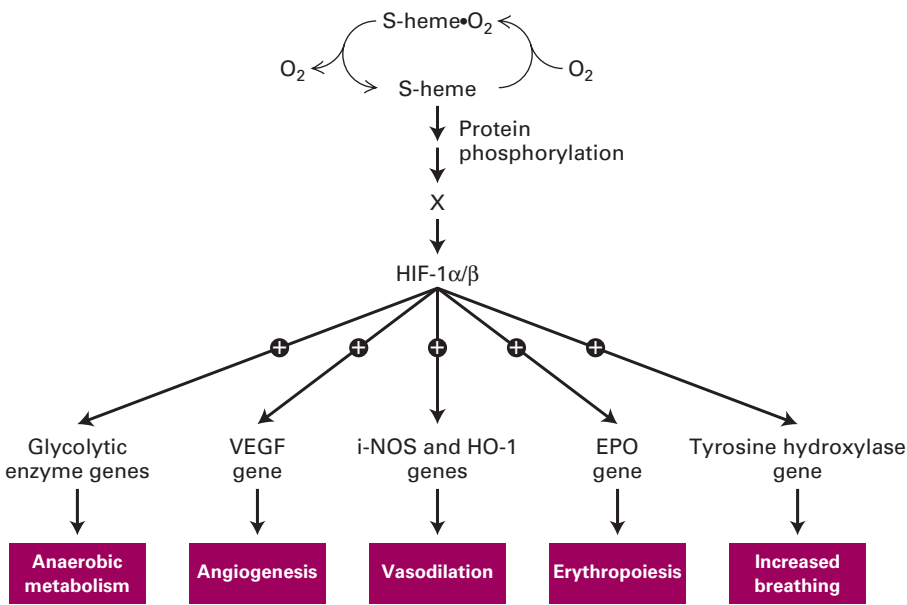 S-heme•O₂
O₂
O₂
S-heme
Protein
phosphorylation
X
HIF-1α/β
+ + + + +
Glycolytic
enzyme genes
VEGF
gene
i-NOS and HO-1
genes
EPO
gene
Tyrosine hydroxylase
gene
Anaerobic
metabolism
Angiogenesis
Vasodilation
Erythropoiesis
Increased
breathing